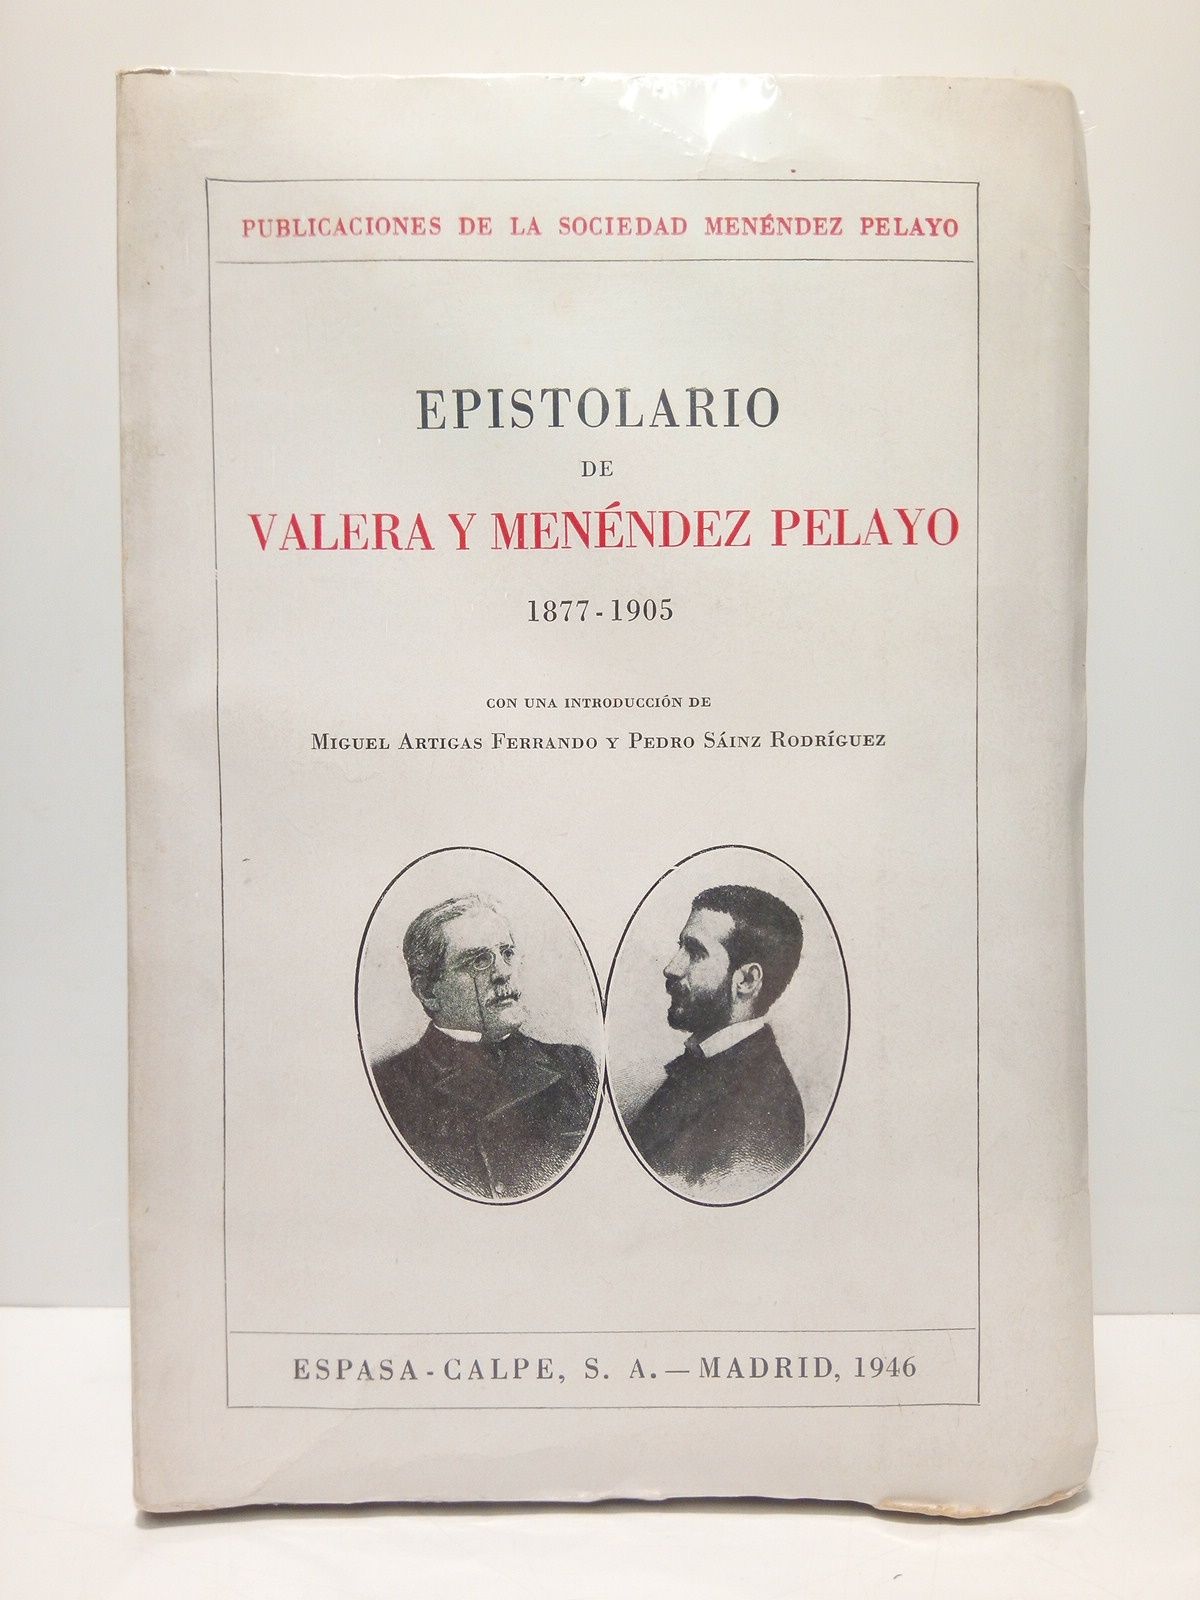 PUBLICACIONES DE LA SOCIEDAD MENÉNDEZ PELAYO
EPISTOLARIO
DE
VALERA Y MENÉNDEZ PELAYO
1877-1905
CON UNA INTRODUCCIÓN DE
MIGUEL ARTIGAS FERRANDO Y PEDRO SÁINZ RODRÍGUEZ
ESPASA-CALPE, S. A.—MADRID, 1946